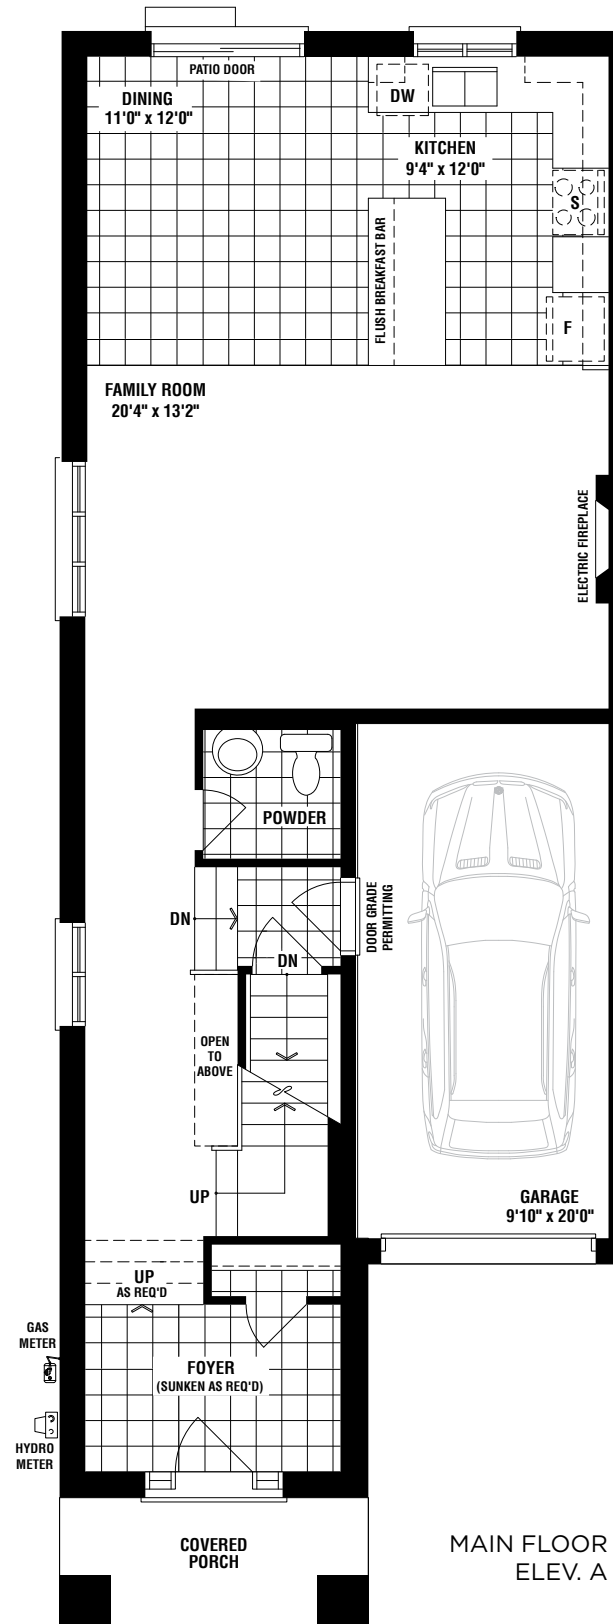 PATIO DOOR
DINING
11'0" x 12'0"
DW
KITCHEN
9'4" x 12'0"
S
FLUSH BREAKFAST BAR
F
FAMILY ROOM
20'4" x 13'2"
ELECTRIC FIREPLACE
POWDER
DN
DOOR GRADE
PERMITTING
DN
OPEN
TO
ABOVE
UP
GARAGE
9'10" x 20'0"
UP
AS REQ'D
GAS
METER
FOYER
(SUNKEN AS REQ'D)
HYDRO
METER
COVERED
PORCH
MAIN FLOOR
ELEV. A